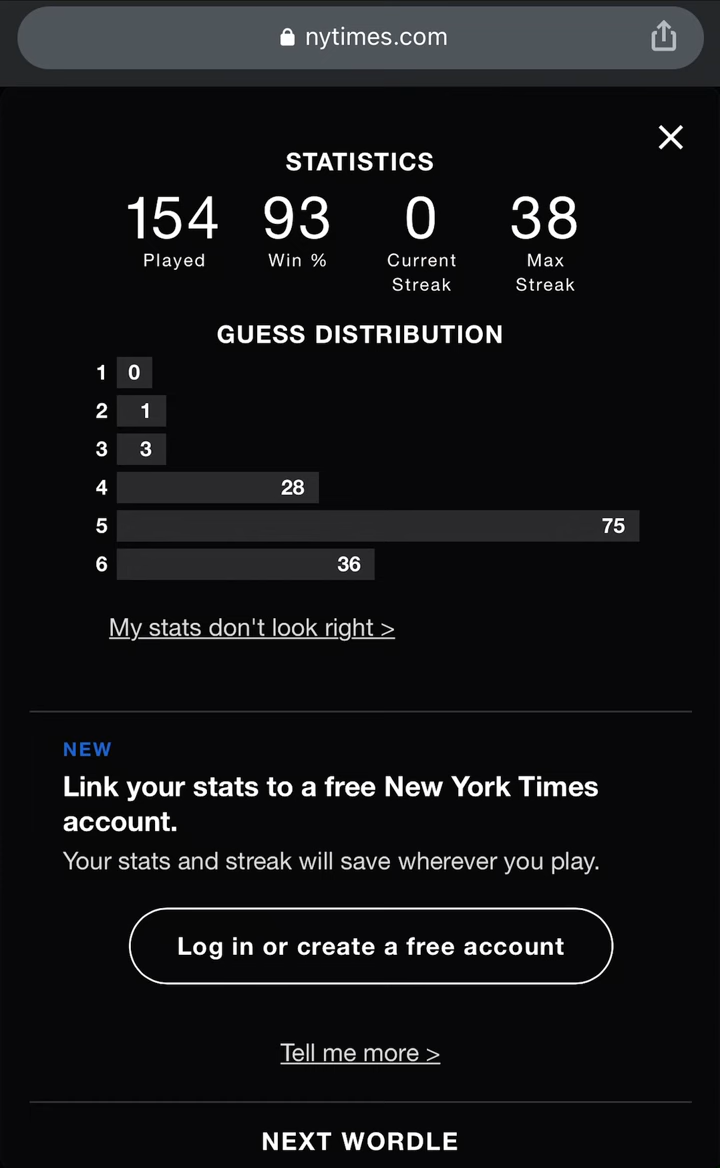 nytimes.com
STATISTICS
154 93 0 38
Played Win % Current Streak Max Streak
GUESS DISTRIBUTION
1 0
2 1
3 3
4 28
5 75
6 36
My stats don't look right >
NEW
Link your stats to a free New York Times
account.
Your stats and streak will save wherever you play.
Log in or create a free account
Tell me more >
NEXT WORDLE